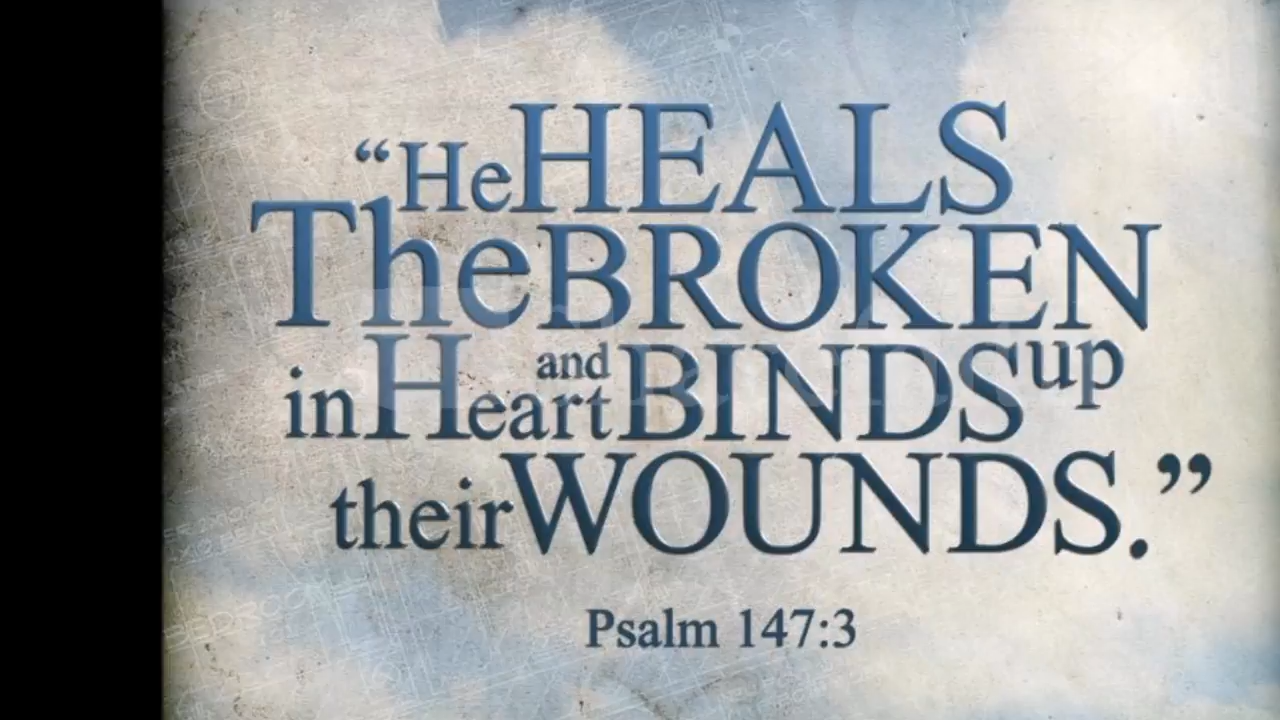 “He HEALS
The BROKEN
in Heart and BINDS up
their WOUNDS.”
Psalm 147:3